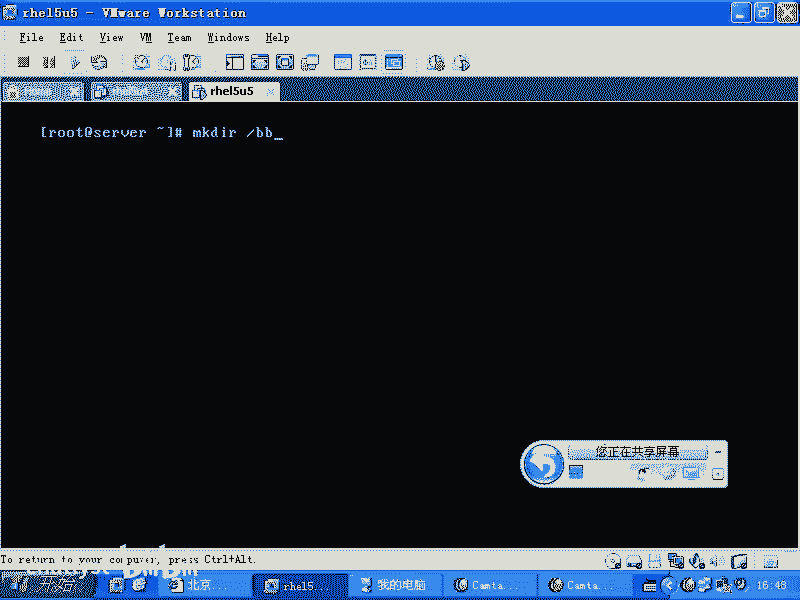 rhel5u5 - VMware Workstation
File Edit View VM Team Windows Help
rhel5u5
[root@server ~]# mkdir /bb_
您正在共享屏幕
To return to your computer, press Ctrl+Alt.
开始 北京 rhel5... 我的电脑 Camta... Camta... 16:48